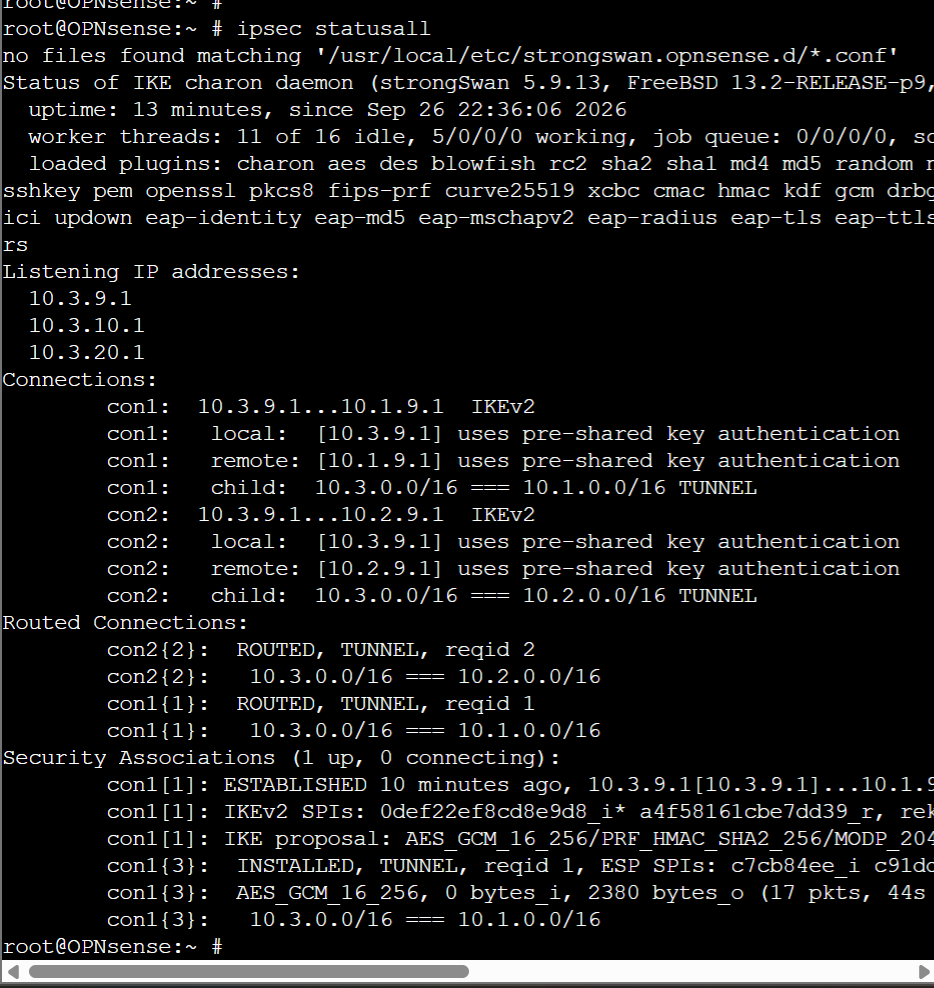 root@OPNsense:~ #
root@OPNsense:~ # ipsec statusall
no files found matching '/usr/local/etc/strongswan.opnsense.d/*.conf'
Status of IKE charon daemon (strongSwan 5.9.13, FreeBSD 13.2-RELEASE-p9,
  uptime: 13 minutes, since Sep 26 22:36:06 2026
  worker threads: 11 of 16 idle, 5/0/0/0 working, job queue: 0/0/0/0, sc
  loaded plugins: charon aes des blowfish rc2 sha2 sha1 md4 md5 random n
sshkey pem openssl pkcs8 fips-prf curve25519 xcbc cmac hmac kdf gcm drbg
ici updown eap-identity eap-md5 eap-mschapv2 eap-radius eap-tls eap-ttls
rs
Listening IP addresses:
  10.3.9.1
  10.3.10.1
  10.3.20.1
Connections:
        con1:  10.3.9.1...10.1.9.1  IKEv2
        con1:   local:  [10.3.9.1] uses pre-shared key authentication
        con1:   remote: [10.1.9.1] uses pre-shared key authentication
        con1:   child:  10.3.0.0/16 === 10.1.0.0/16 TUNNEL
        con2:  10.3.9.1...10.2.9.1  IKEv2
        con2:   local:  [10.3.9.1] uses pre-shared key authentication
        con2:   remote: [10.2.9.1] uses pre-shared key authentication
        con2:   child:  10.3.0.0/16 === 10.2.0.0/16 TUNNEL
Routed Connections:
        con2{2}:  ROUTED, TUNNEL, reqid 2
        con2{2}:   10.3.0.0/16 === 10.2.0.0/16
        con1{1}:  ROUTED, TUNNEL, reqid 1
        con1{1}:   10.3.0.0/16 === 10.1.0.0/16
Security Associations (1 up, 0 connecting):
        con1[1]: ESTABLISHED 10 minutes ago, 10.3.9.1[10.3.9.1]...10.1.9
        con1[1]: IKEv2 SPIs: 0def22ef8cd8e9d8_i* a4f58161cbe7dd39_r, rek
        con1[1]: IKE proposal: AES_GCM_16_256/PRF_HMAC_SHA2_256/MODP_204
        con1{3}:  INSTALLED, TUNNEL, reqid 1, ESP SPIs: c7cb84ee_i c91dc
        con1{3}:  AES_GCM_16_256, 0 bytes_i, 2380 bytes_o (17 pkts, 44s
        con1{3}:   10.3.0.0/16 === 10.1.0.0/16
root@OPNsense:~ #